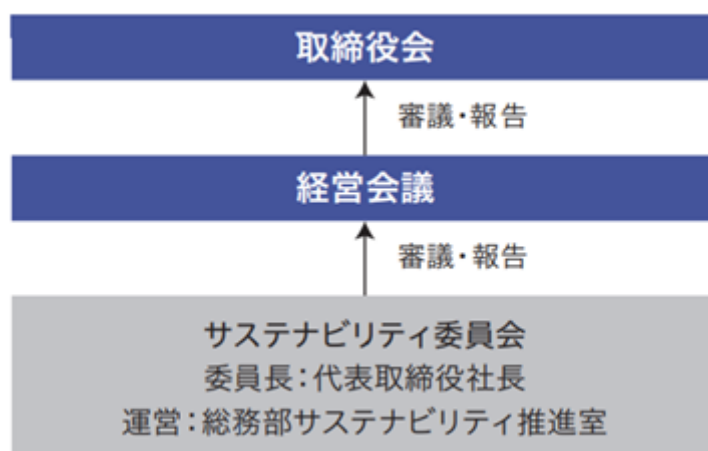 取締役会
審議・報告
経営会議
審議・報告
サステナビリティ委員会
委員長：代表取締役社長
運営：総務部サステナビリティ推進室